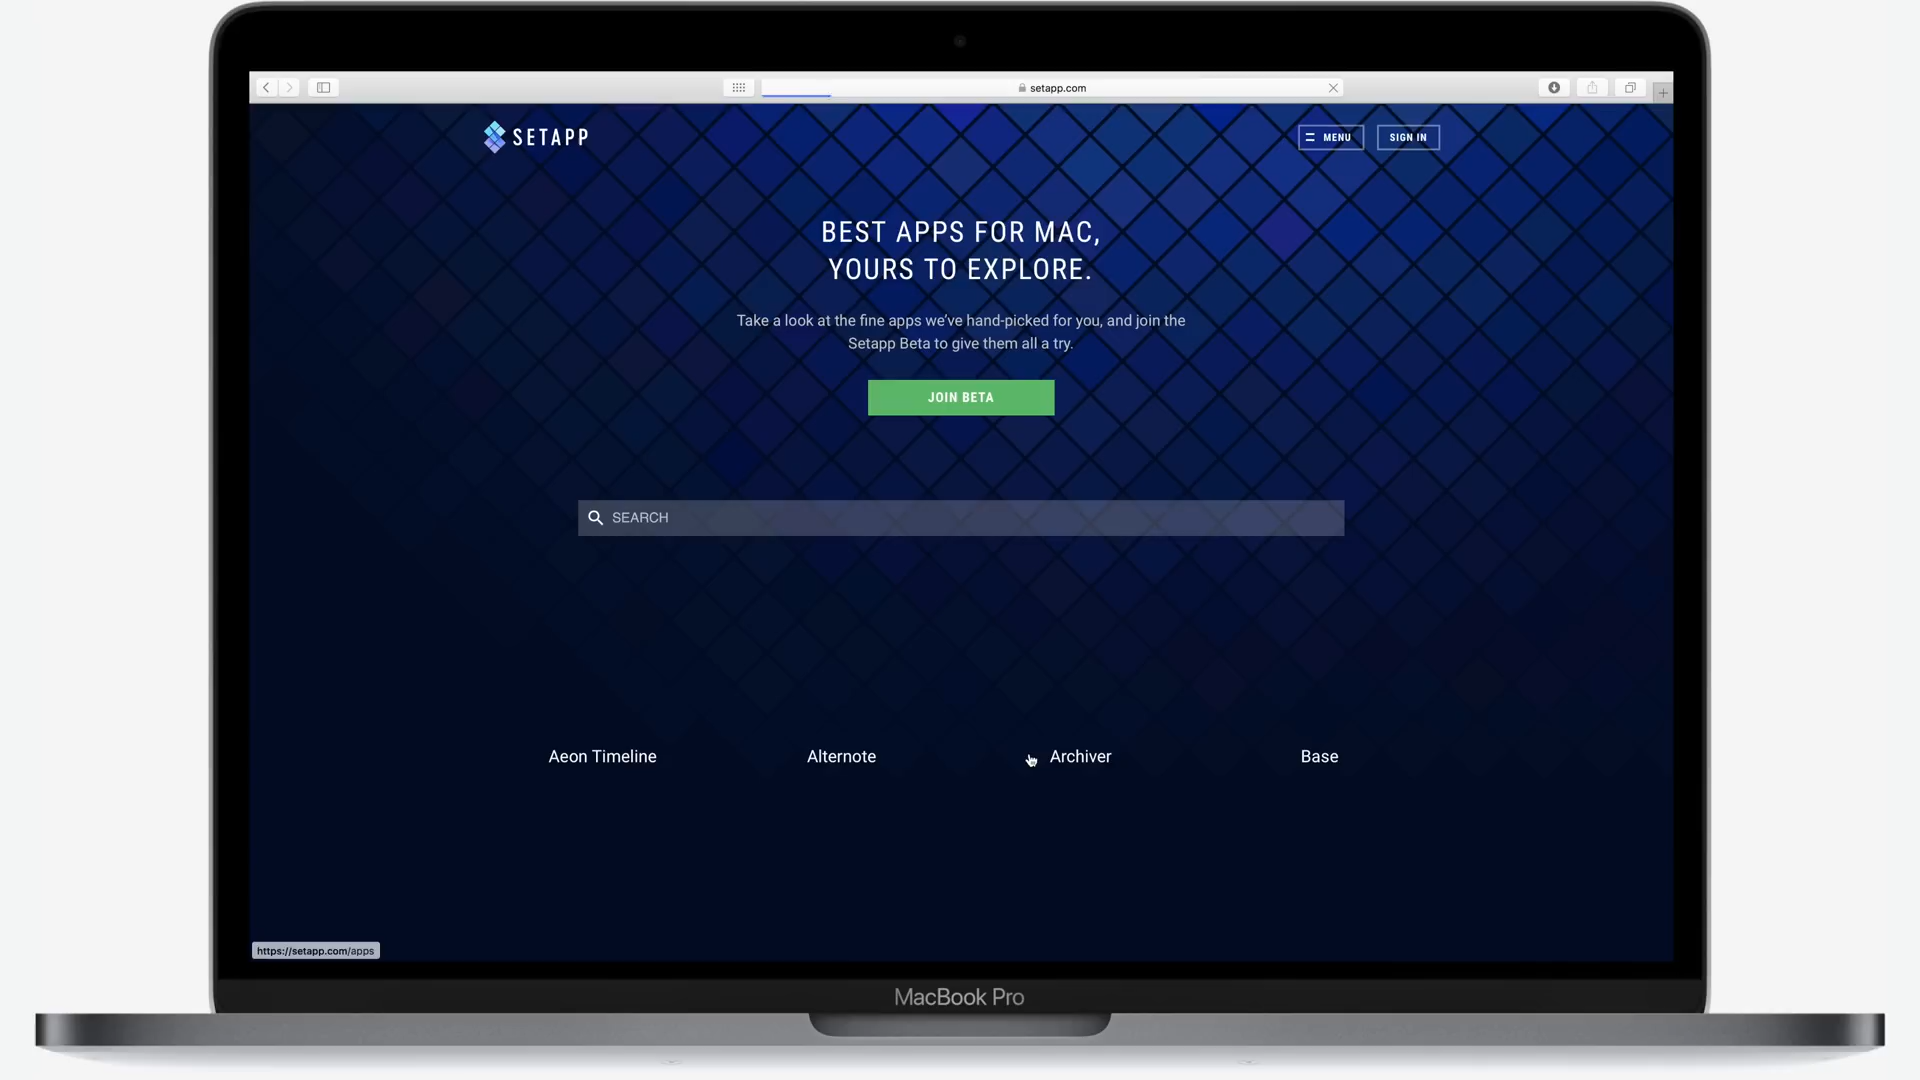 setapp.com
SETAPP
MENU
SIGN IN
BEST APPS FOR MAC,
YOURS TO EXPLORE.
Take a look at the fine apps we've hand-picked for you, and join the
Setapp Beta to give them all a try.
JOIN BETA
SEARCH
Aeon Timeline
Alternote
Archiver
Base
https://setapp.com/apps
MacBook Pro